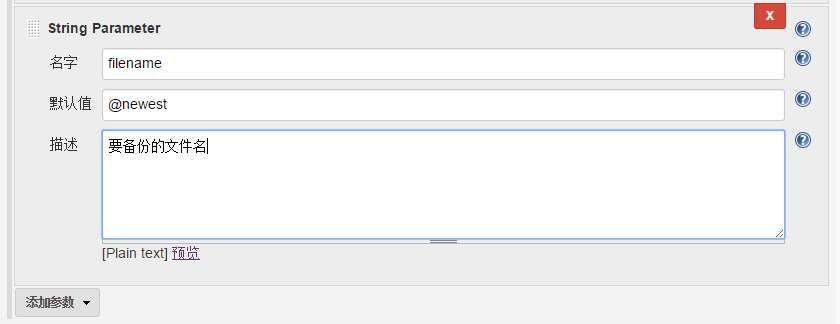 X
String Parameter
名字 filename
默认值 @newest
描述 要备份的文件名
[Plain text] 预览
添加参数